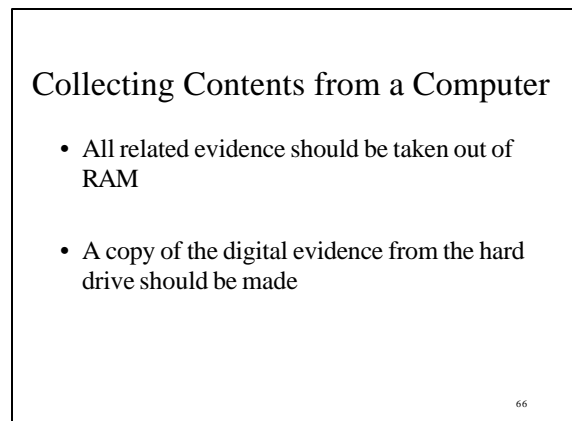 Collecting Contents from a Computer
• All related evidence should be taken out of
RAM
• A copy of the digital evidence from the hard
drive should be made
66